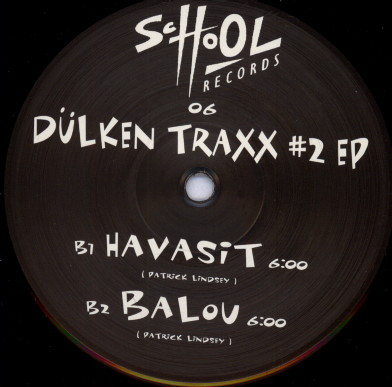 ScHoOL
RECORDS
06
DÜLKEN TRAXX #2 EP
B1 HAVASiT 6:00
( PATRicK LiNDSEY )
B2 BALOU 6:00
( PATRicK LiNDSEY )